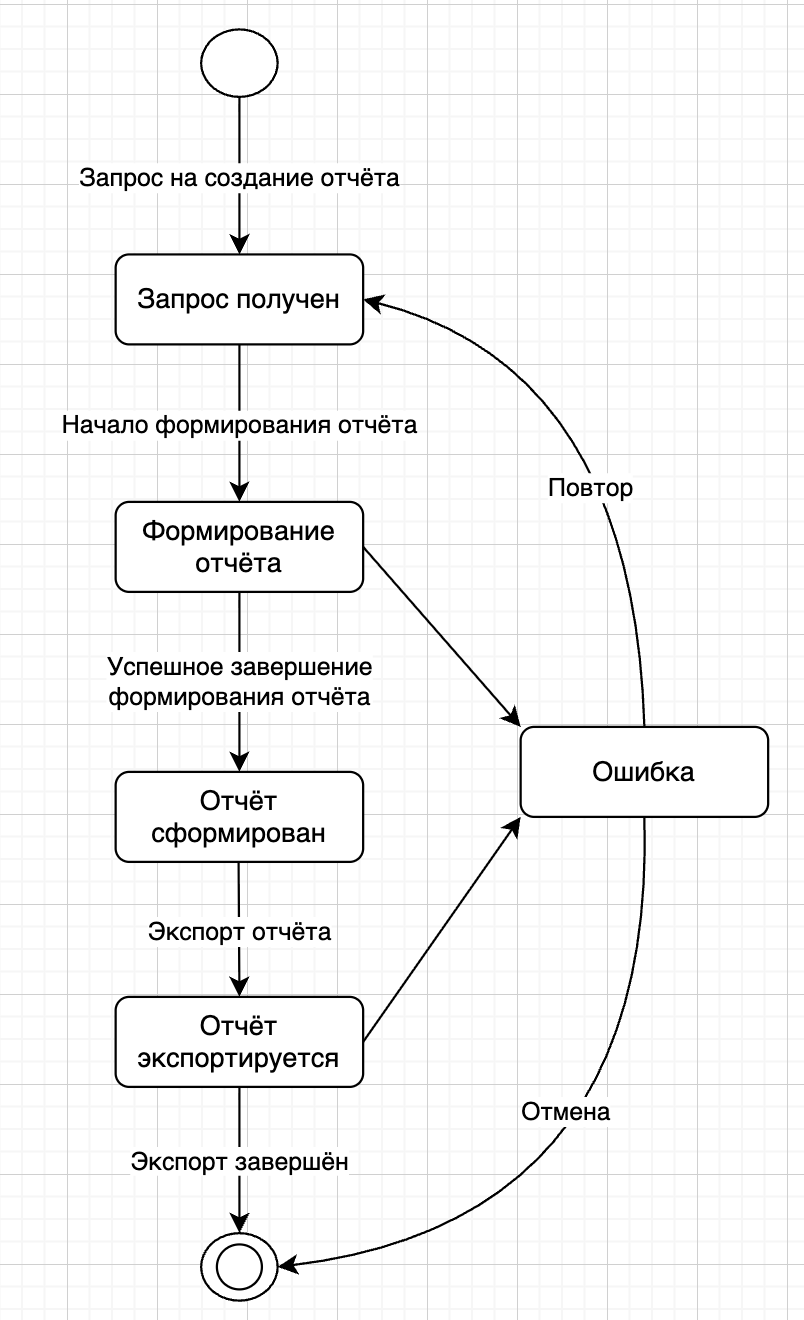 Запрос на создание отчёта
Запрос получен
Начало формирования отчёта
Повтор
Формирование
отчёта
Успешное завершение
формирования отчёта
Ошибка
Отчёт
сформирован
Экспорт отчёта
Отчёт
экспортируется
Отмена
Экспорт завершён